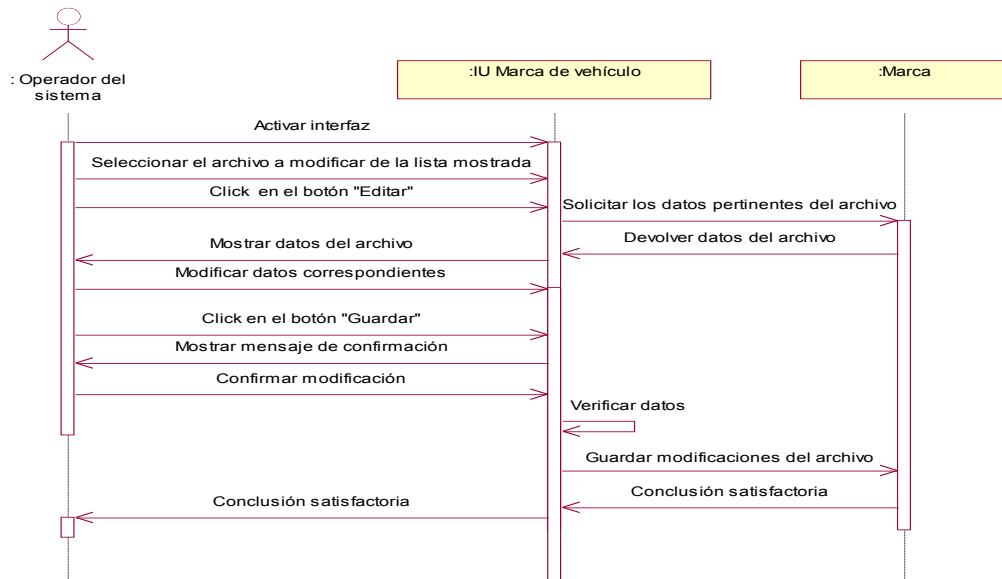 : Operador del
sistema
:IU Marca de vehículo
:Marca
Activar interfaz
Seleccionar el archivo a modificar de la lista mostrada
Click en el botón "Editar"
Solicitar los datos pertinentes del archivo
Devolver datos del archivo
Mostrar datos del archivo
Modificar datos correspondientes
Click en el botón "Guardar"
Mostrar mensaje de confirmación
Confirmar modificación
Verificar datos
Guardar modificaciones del archivo
Conclusión satisfactoria
Conclusión satisfactoria